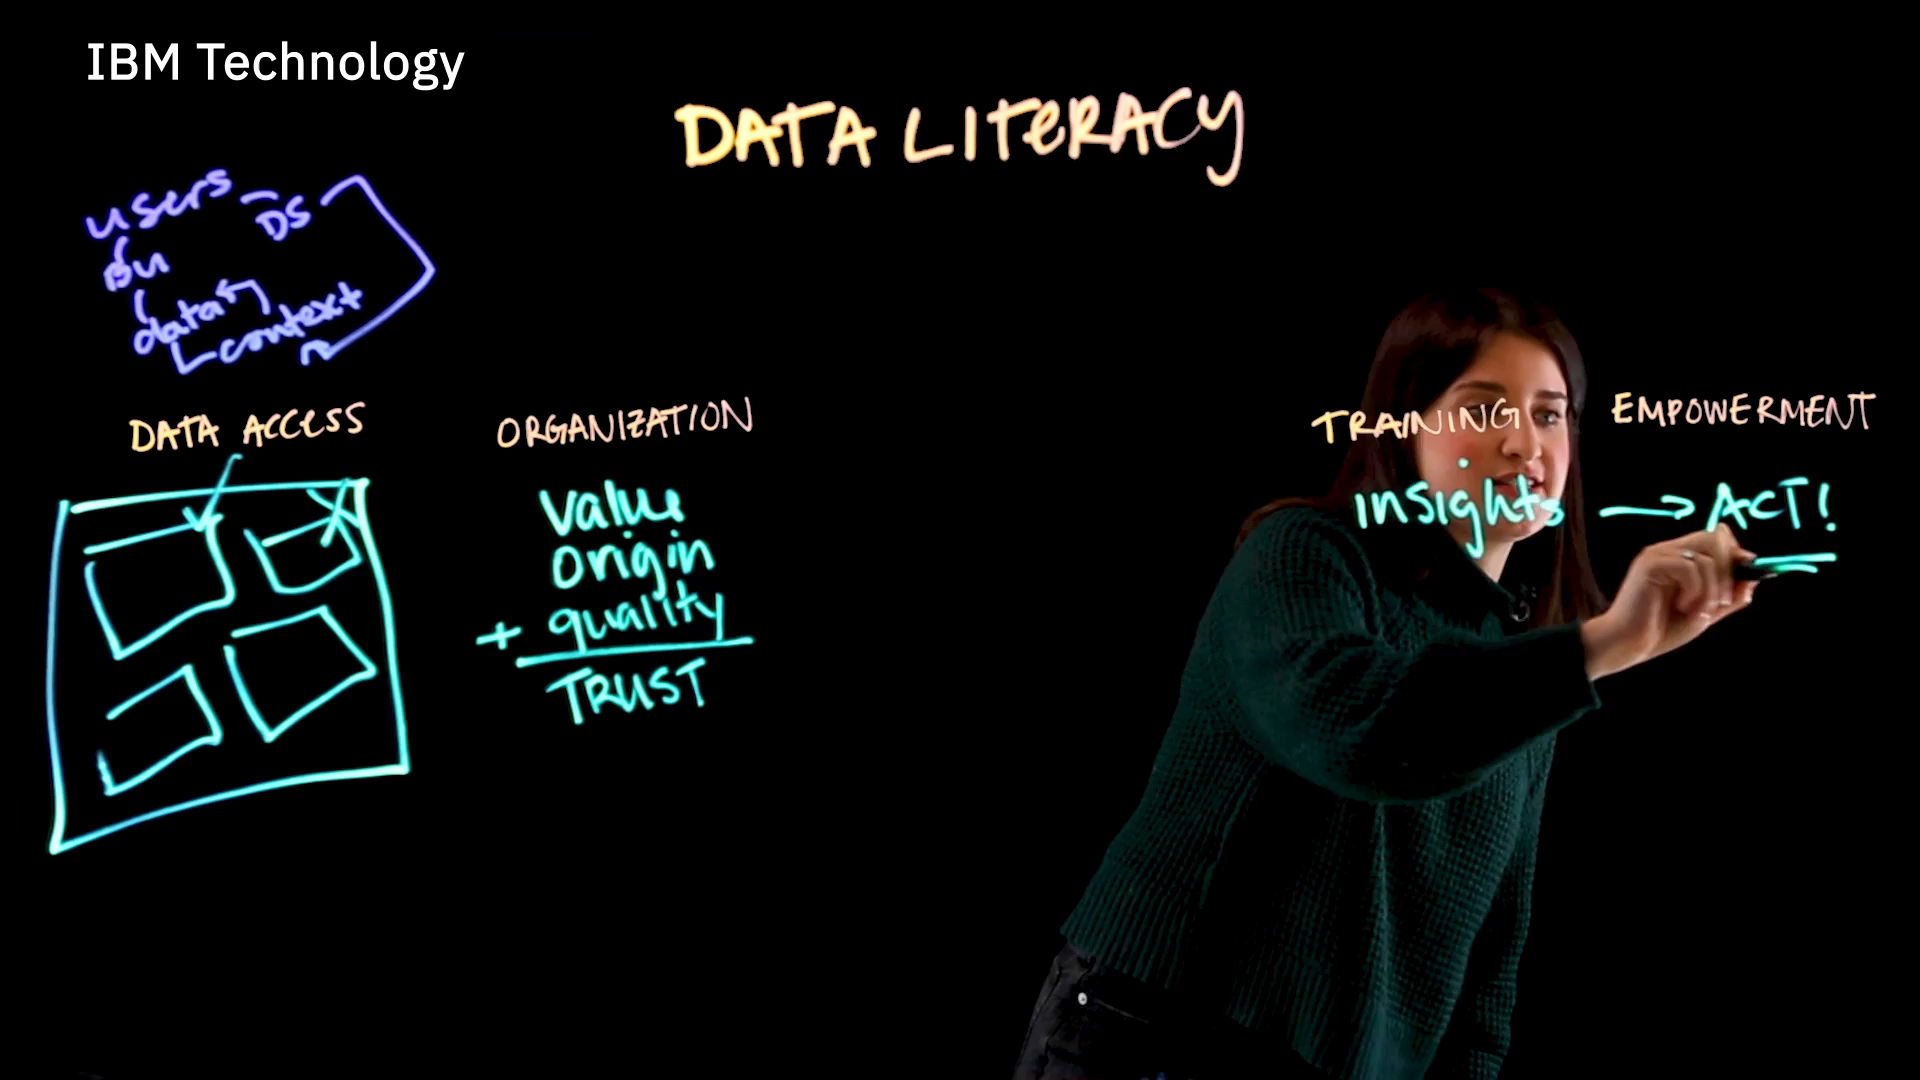 IBM Technology
DATA LITERACY
users DS
BU
data
context
DATA ACCESS
ORGANIZATION
TRAINING
EMPOWERMENT
value
origin
+ quality
TRUST
insights → ACT!